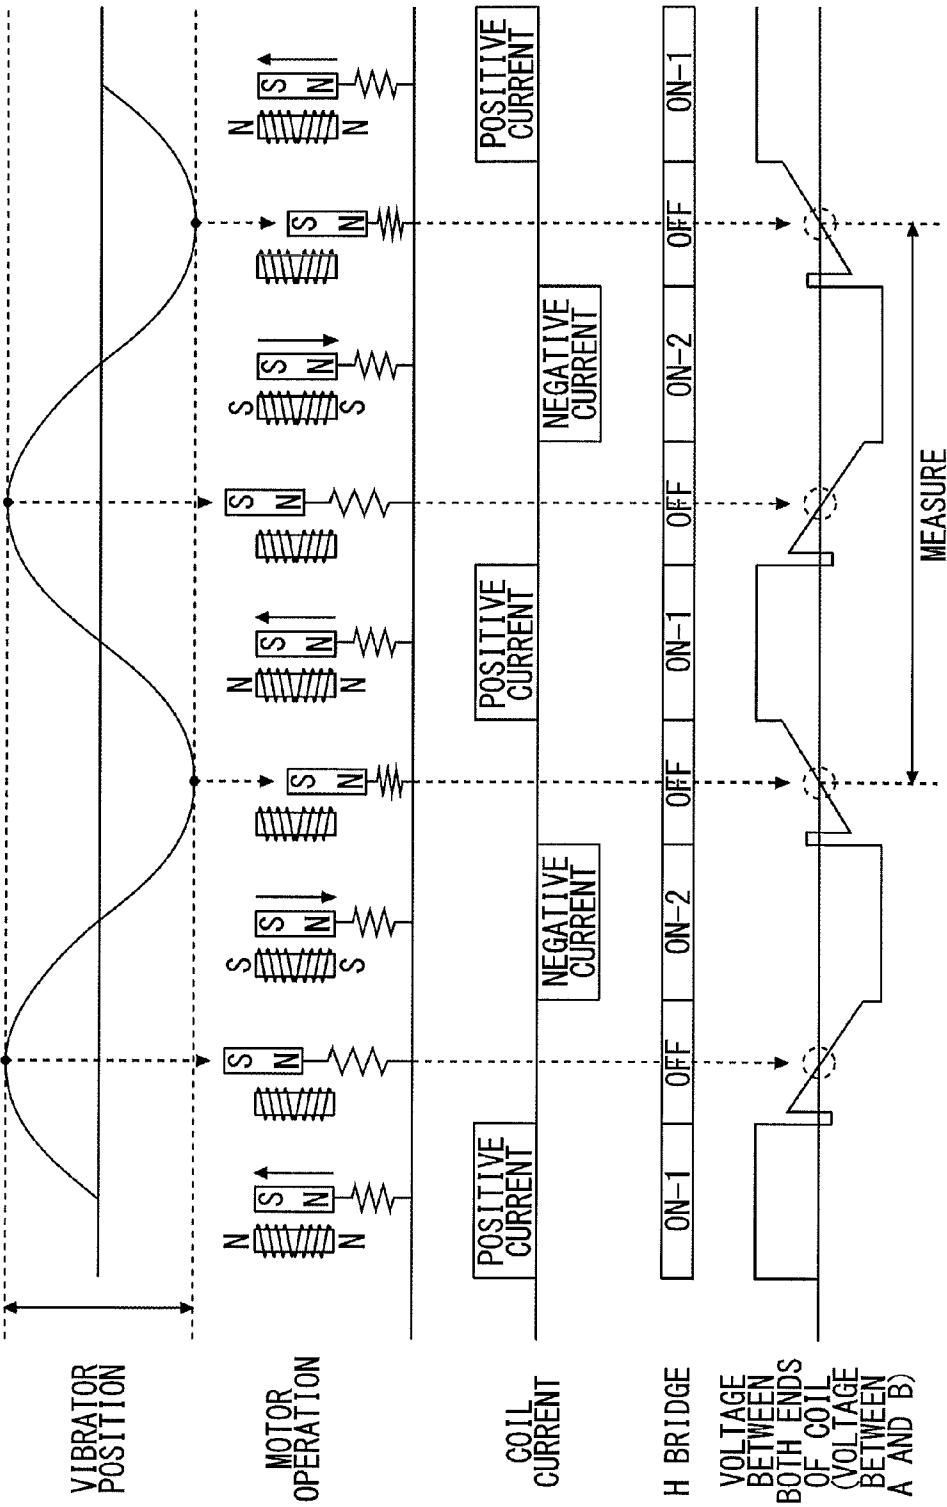 VIBRATOR
POSITION
MOTOR
OPERATION
N
S
N
N
S
N
S
S
N
S
S
N
N
S
N
N
S
N
S
S
N
S
S
N
N
S
N
N
COIL
CURRENT
POSITIVE
CURRENT
NEGATIVE
CURRENT
POSITIVE
CURRENT
NEGATIVE
CURRENT
POSITIVE
CURRENT
H BRIDGE
ON-1
OFF
ON-2
OFF
ON-1
OFF
ON-2
OFF
ON-1
VOLTAGE
BETWEEN
BOTH ENDS
OF COIL
(VOLTAGE
BETWEEN
A AND B)
MEASURE